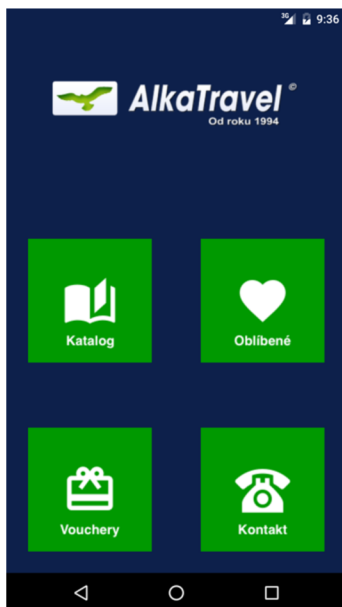 3G 9:36
AlkaTravel ©
Od roku 1994
Katalog
Oblíbené
Vouchery
Kontakt